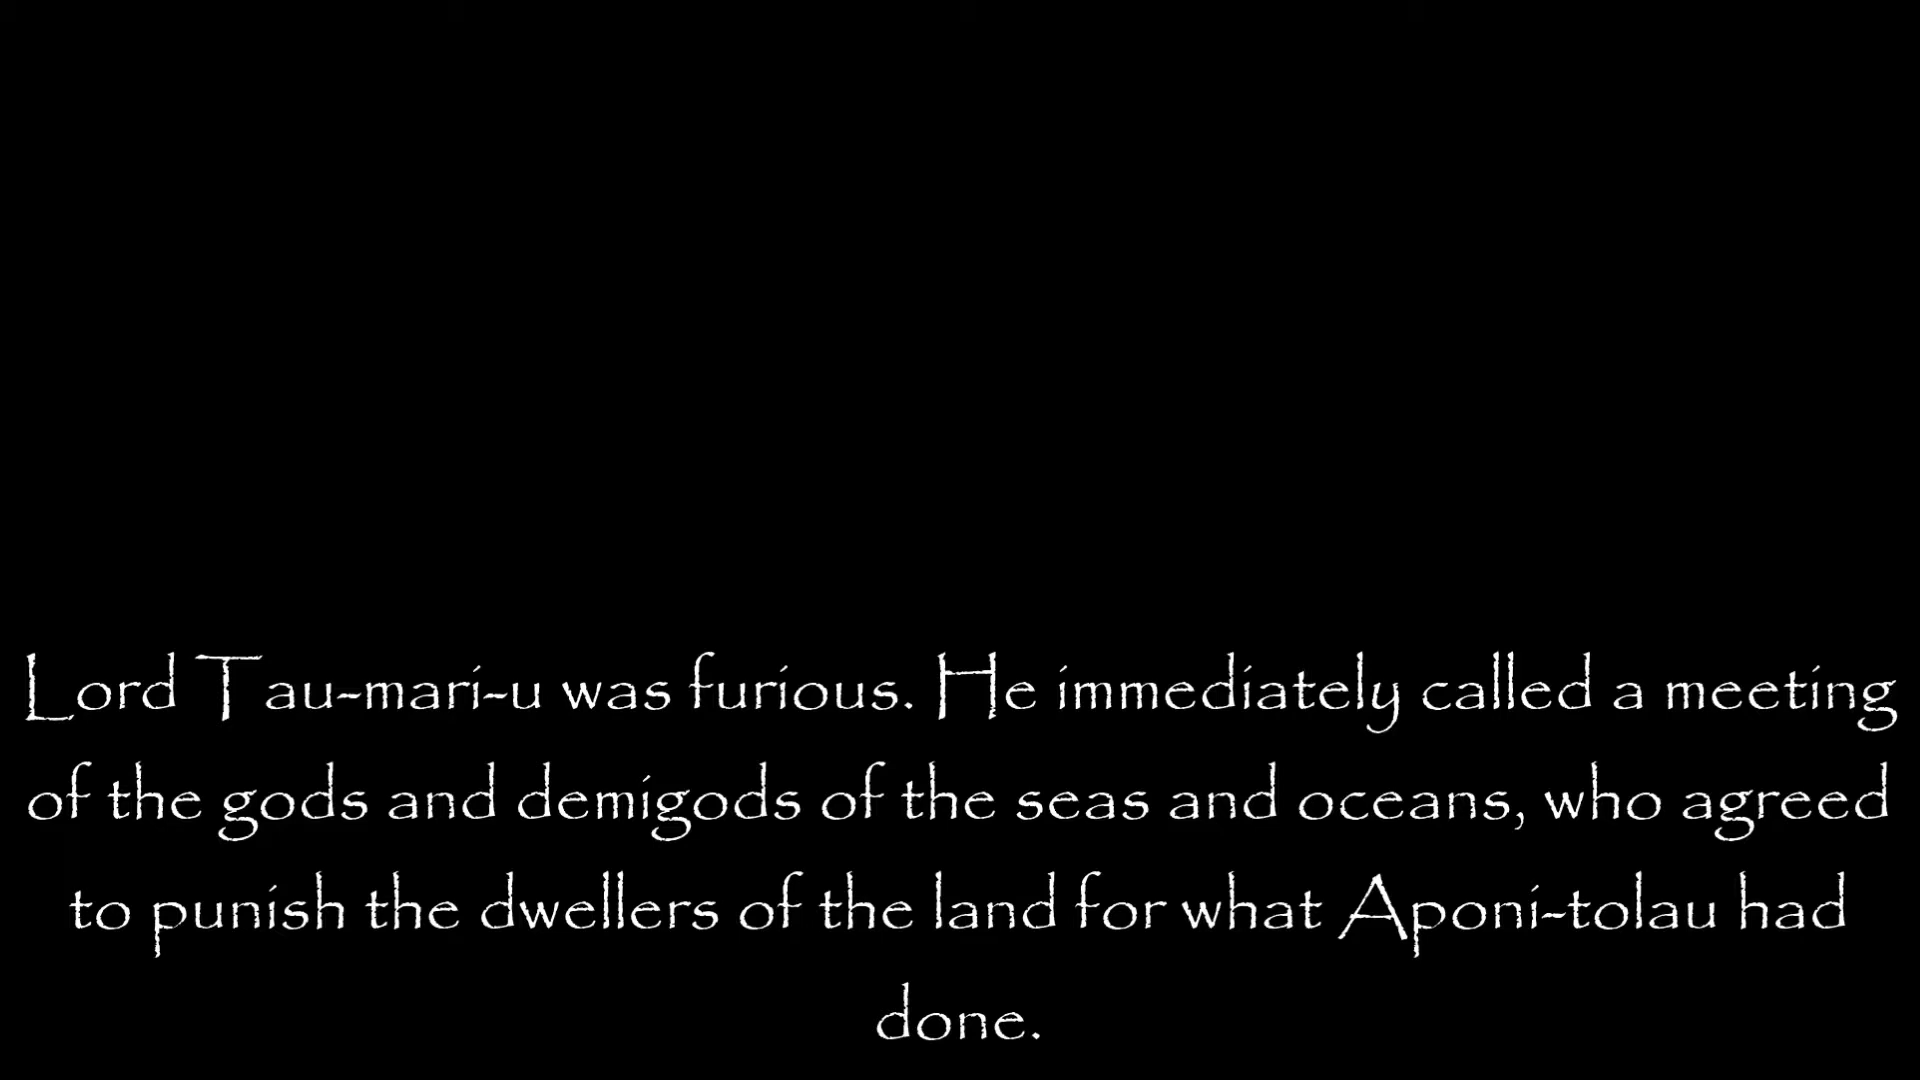 Lord Tau-mari-u was furious. He immediately called a meeting
of the gods and demigods of the seas and oceans, who agreed
to punish the dwellers of the land for what Aponi-tolau had
done.